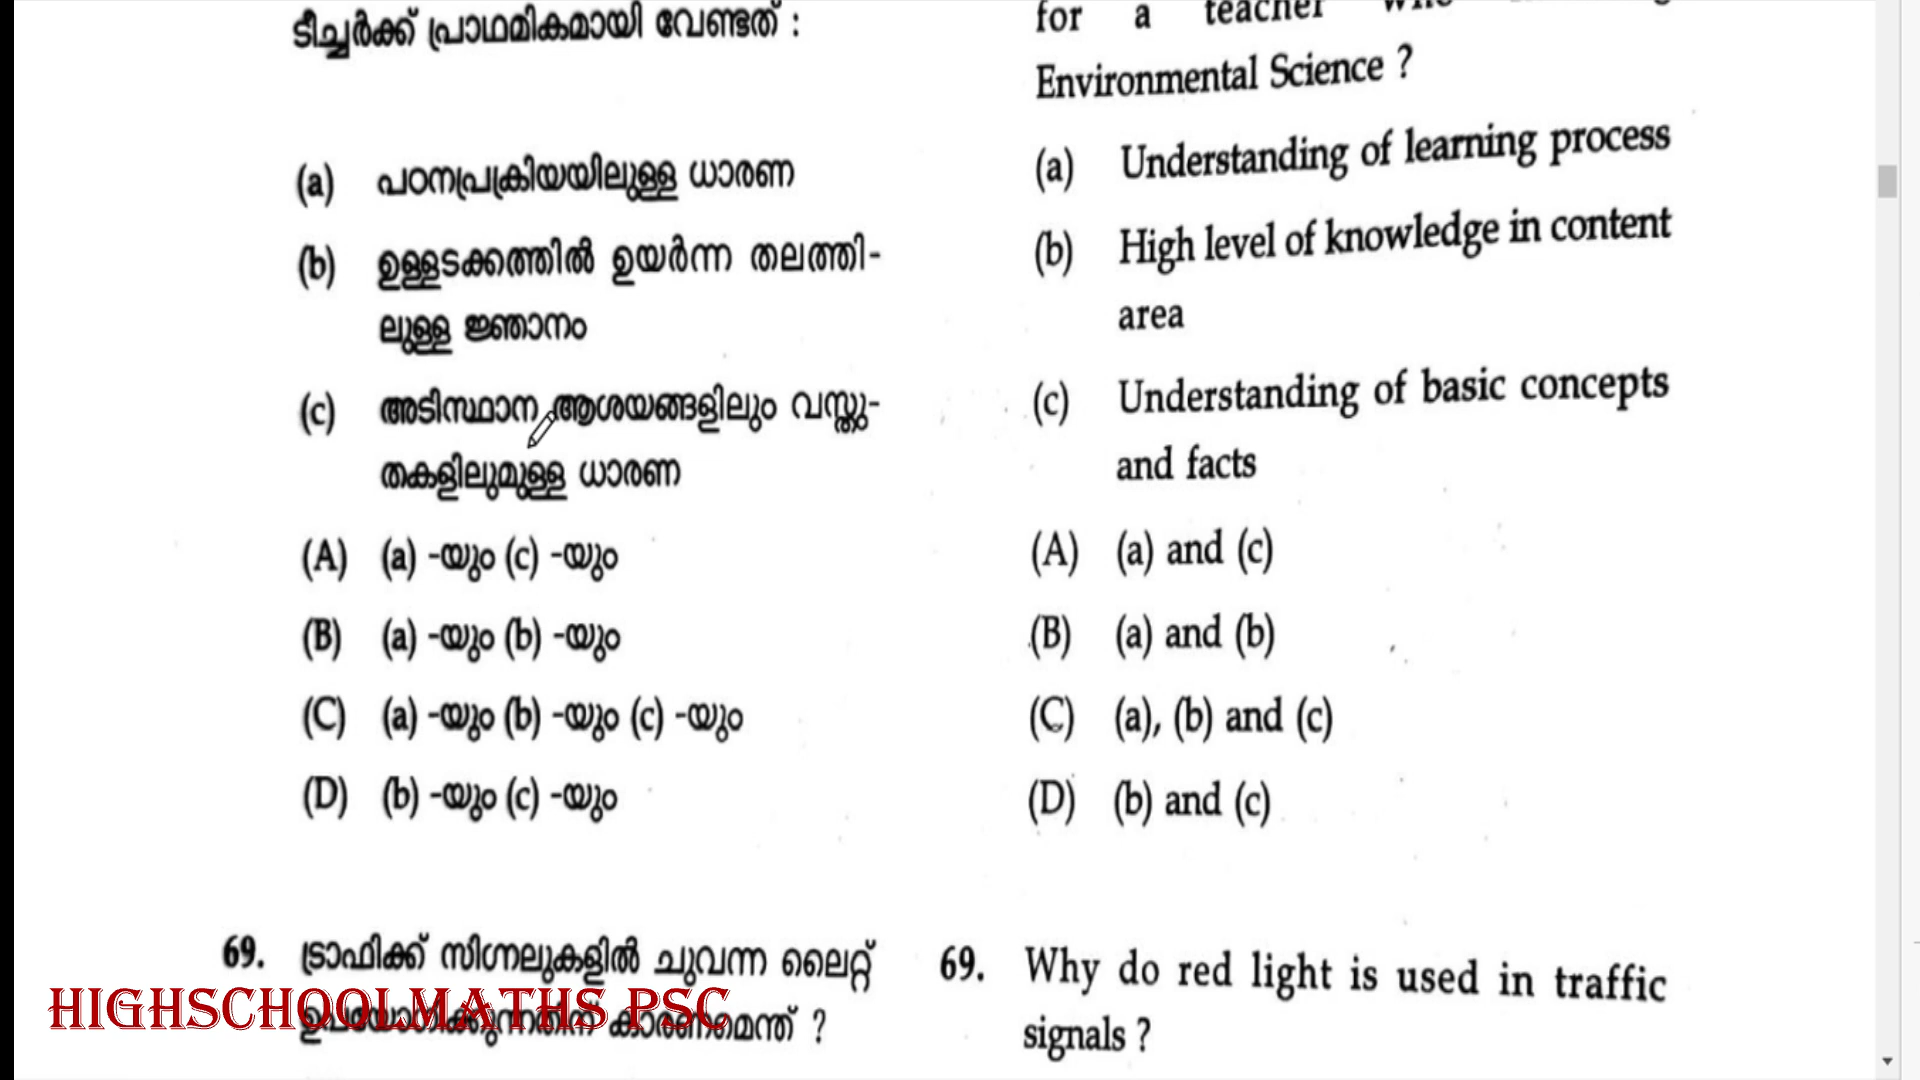 ടീച്ചർക്ക് പ്രാഥമികമായി വേണ്ടത് :
(a) പഠനപ്രക്രിയയിലുള്ള ധാരണ
(b) ഉള്ളടക്കത്തിൽ ഉയർന്ന തലത്തി-
ലുള്ള ജ്ഞാനം
(c) അടിസ്ഥാന ആശയങ്ങളിലും വസ്തു-
തകളിലുമുള്ള ധാരണ
(A) (a) -യും (c) -യും
(B) (a) -യും (b) -യും
(C) (a) -യും (b) -യും (c) -യും
(D) (b) -യും (c) -യും
69. ട്രാഫിക്ക് സിഗ്നലുകളിൽ ചുവന്ന ലൈറ്റ്
ഉപയോഗിക്കുന്നതിന് കാരണമെന്ത് ?
HIGHSCHOOLMATHS PSC
for a teacher
Environmental Science ?
(a) Understanding of learning process
(b) High level of knowledge in content
area
(c) Understanding of basic concepts
and facts
(A) (a) and (c)
(B) (a) and (b)
(C) (a), (b) and (c)
(D) (b) and (c)
69. Why do red light is used in traffic
signals ?